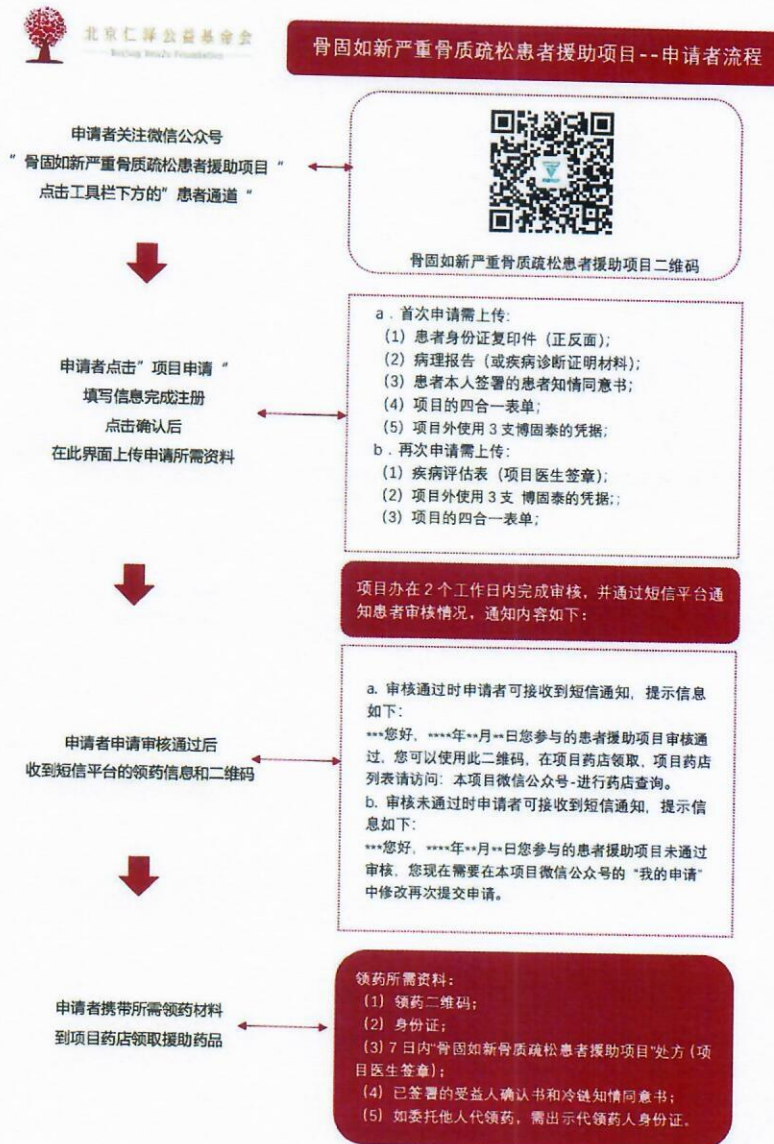 北京仁泽公益基金会
Beijing RenZe Foundation
骨固如新严重骨质疏松患者援助项目--申请者流程
申请者关注微信公众号
"骨固如新严重骨质疏松患者援助项目"
点击工具栏下方的"患者通道"
骨固如新严重骨质疏松患者援助项目二维码
申请者点击"项目申请"
填写信息完成注册
点击确认后
在此界面上传申请所需资料
a．首次申请需上传:
(1) 患者身份证复印件 (正反面);
(2) 病理报告 (或疾病诊断证明材料);
(3) 患者本人签署的患者知情同意书;
(4) 项目的四合一表单;
(5) 项目外使用3支博固泰的凭据;
b．再次申请需上传:
(1) 疾病评估表 (项目医生签章);
(2) 项目外使用3支 博固泰的凭据;;
(3) 项目的四合一表单;
项目办在2个工作日内完成审核，并通过短信平台通
知患者审核情况，通知内容如下:
申请者申请审核通过后
收到短信平台的领药信息和二维码
a. 审核通过时申请者可接收到短信通知，提示信息
如下:
***您好，****年**月**日您参与的患者援助项目审核通
过，您可以使用此二维码，在项目药店领取，项目药店
列表请访问: 本项目微信公众号-进行药店查询。
b. 审核未通过时申请者可接收到短信通知，提示信
息如下:
***您好，****年**月**日您参与的患者援助项目未通过
审核，您现在需要在本项目微信公众号的"我的申请"
中修改再次提交申请。
申请者携带所需领药材料
到项目药店领取援助药品
领药所需资料:
(1) 领药二维码;
(2) 身份证;
(3) 7日内"骨固如新骨质疏松患者援助项目"处方 (项
目医生签章);
(4) 已签署的受益人确认书和冷链知情同意书;
(5) 如委托他人代领药，需出示代领药人身份证。